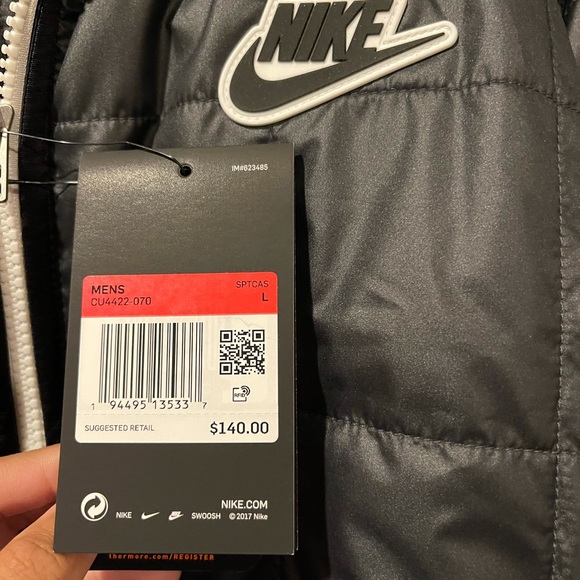 NIKE
IM#823485
MENS
SPTCAS
CU4422-070
L
1 94495 13533 7
RFID
SUGGESTED RETAIL
$140.00
NIKE.COM
NIKE
SWOOSH
© 2017 Nike
thermore.com/REGISTER